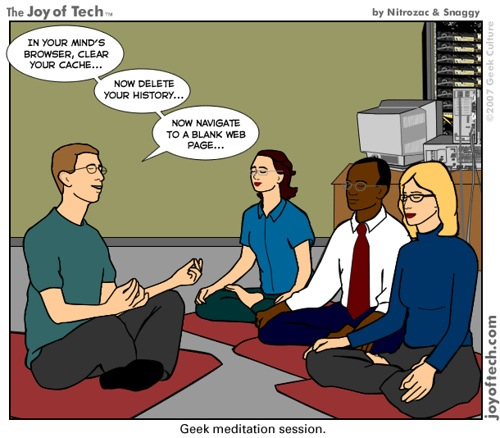 The Joy of Tech™
by Nitrozac & Snaggy
IN YOUR MIND'S
BROWSER, CLEAR
YOUR CACHE...
NOW DELETE
YOUR HISTORY...
NOW NAVIGATE
TO A BLANK WEB
PAGE...
©2007 Geek Culture
joyoftech.com
Geek meditation session.